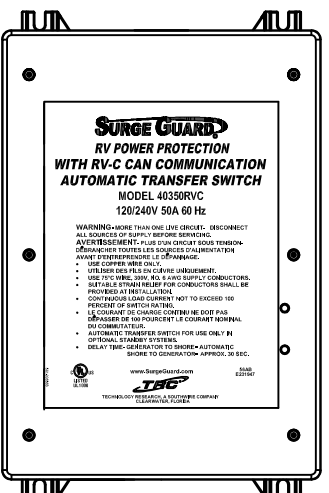 SURGE GUARD®
RV POWER PROTECTION
WITH RV-C CAN COMMUNICATION
AUTOMATIC TRANSFER SWITCH
MODEL 40350RVC
120/240V 50A 60 Hz
WARNING - MORE THAN ONE LIVE CIRCUIT - DISCONNECT
ALL SOURCES OF SUPPLY BEFORE SERVICING.
AVERTISSEMENT - PLUS D'UN CIRCUIT SOUS TENSION-
DÉBRANCHER TOUTES LES SOURCES D'ALIMENTATION
AVANT D'ENTREPRENDRE LE DÉPANNAGE.
• USE COPPER WIRE ONLY.
• UTILISER DES FILS EN CUIVRE UNIQUEMENT.
• USE 75°C WIRE, 300V, NO. 6 AWG SUPPLY CONDUCTORS.
• SUITABLE STRAIN RELIEF FOR CONDUCTORS SHALL BE
PROVIDED AT INSTALLATION.
• CONTINUOUS LOAD CURRENT NOT TO EXCEED 100
PERCENT OF SWITCH RATING.
• LE COURANT DE CHARGE CONTINU NE DOIT PAS
DÉPASSER DE 100 POURCENT LE COURANT NOMINAL
DU COMMUTATEUR.
• AUTOMATIC TRANSFER SWITCH FOR USE ONLY IN
OPTIONAL STANDBY SYSTEMS.
• DELAY TIME - GENERATOR TO SHORE - AUTOMATIC
SHORE TO GENERATOR - APPROX. 30 SEC.
C UL US
LISTED
UL1008
www.SurgeGuard.com
56AB
E231947
TRC
TECHNOLOGY RESEARCH, A SOUTHWIRE COMPANY
CLEARWATER, FLORIDA